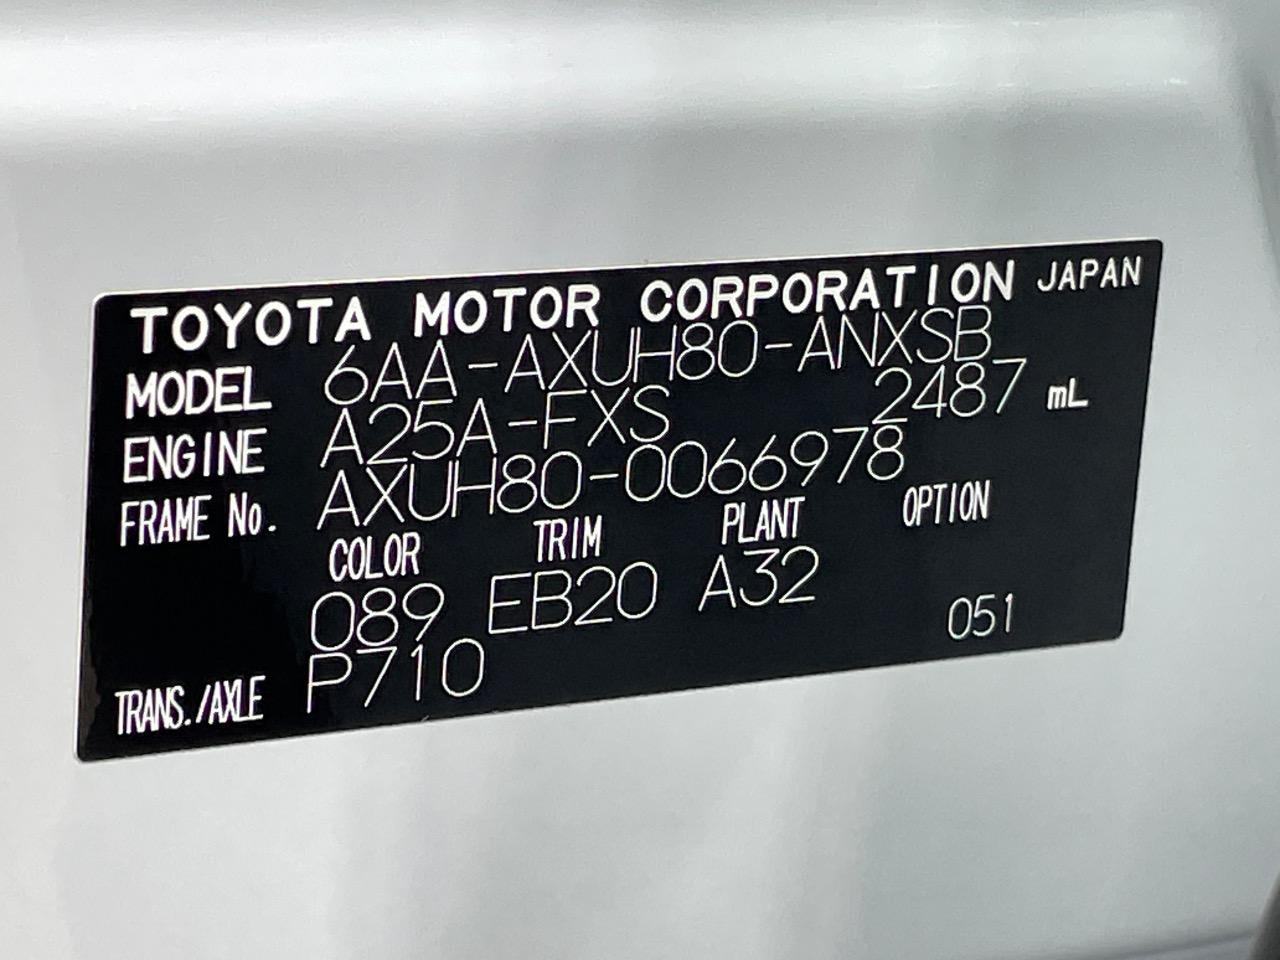 TOYOTA MOTOR CORPORATION JAPAN
MODEL 6AA-AXUH80-ANXSB
ENGINE A25A-FXS 2487 mL
FRAME No. AXUH80-0066978
COLOR TRIM PLANT OPTION
089 EB20 A32
051
TRANS./AXLE P710